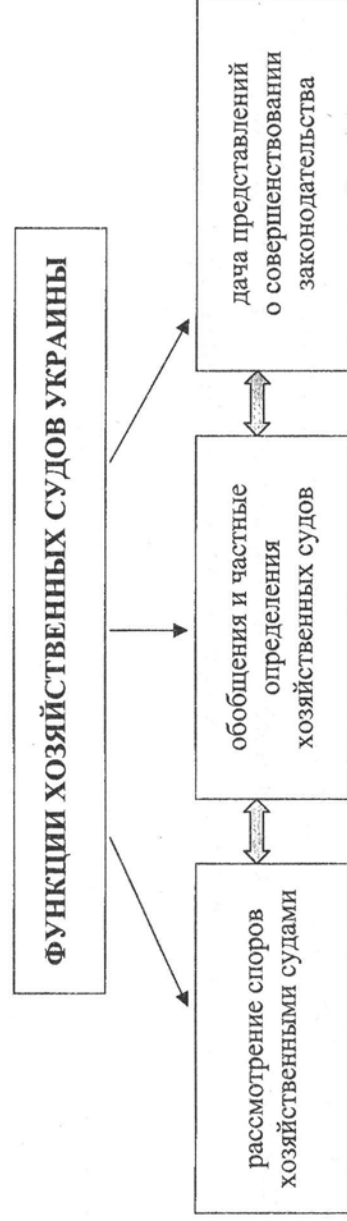 ФУНКЦИИ ХОЗЯЙСТВЕННЫХ СУДОВ УКРАИНЫ
рассмотрение споров
хозяйственными судами
обобщения и частные
определения
хозяйственных судов
дача представлений
о совершенствовании
законодательства